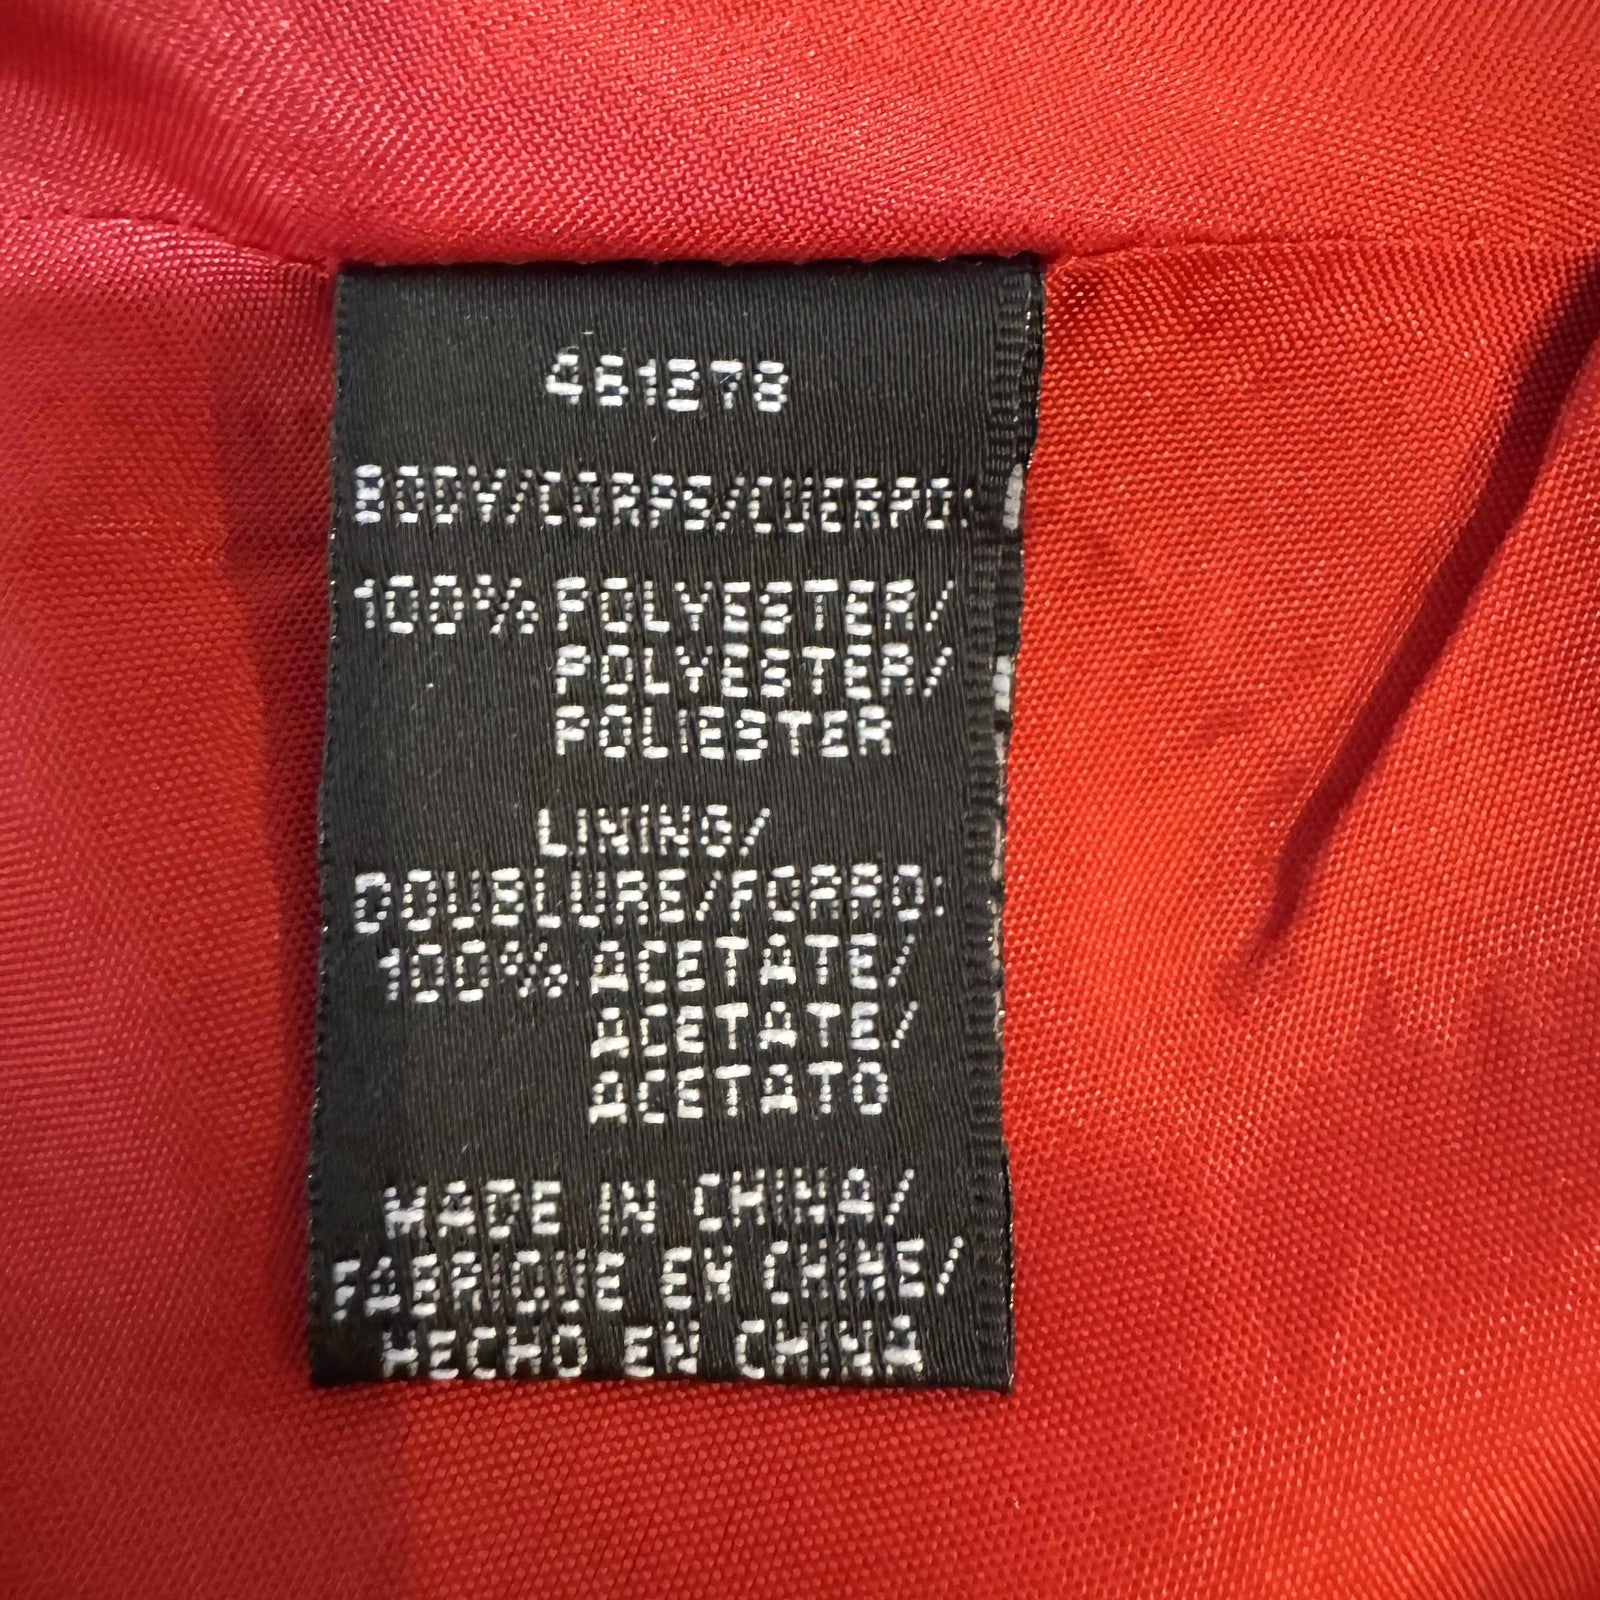 461278
BODY/CORPS/CUERPO:
100% POLYESTER/
POLYESTER/
POLIESTER
LINING/
DOUBLURE/FORRO:
100% ACETATE/
ACETATE/
ACETATO
MADE IN CHINA/
FABRIQUE EN CHINE/
HECHO EN CHINA